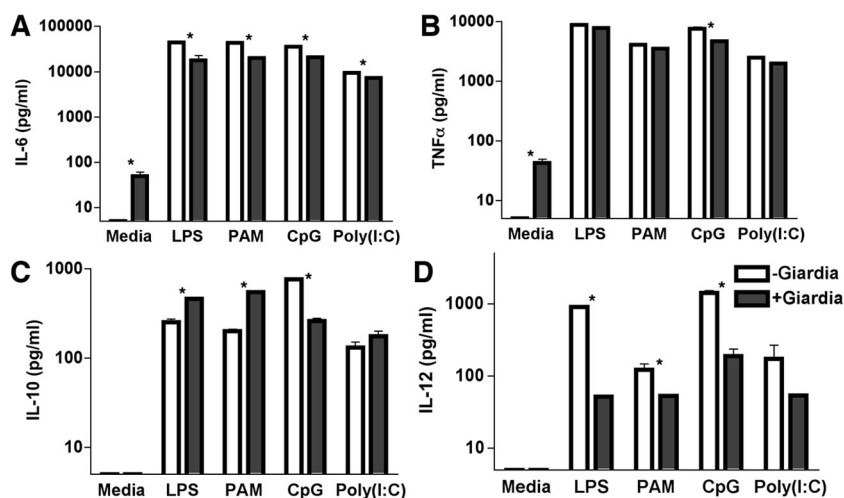 A
100000
10000
1000
100
10
IL-6 (pg/ml)
*
*
*
*
*
Media LPS PAM CpG Poly(I:C)
B
10000
1000
100
10
TNFα (pg/ml)
*
*
Media LPS PAM CpG Poly(I:C)
C
1000
100
10
IL-10 (pg/ml)
*
*
*
Media LPS PAM CpG Poly(I:C)
D
1000
100
10
IL-12 (pg/ml)
*
*
*
-Giardia
+Giardia
Media LPS PAM CpG Poly(I:C)